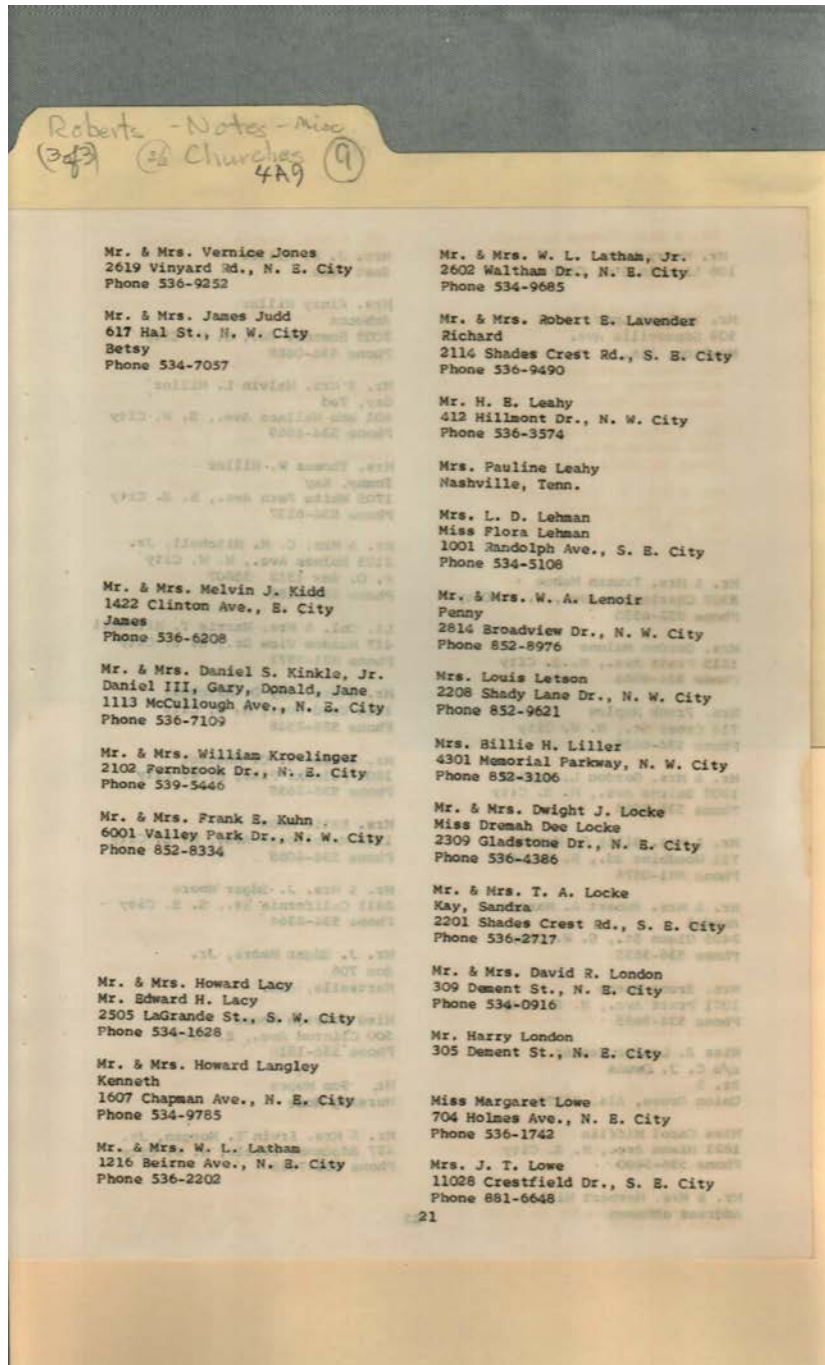 Roberts - Notes - Misc
(3of3) Churches 9
4A9
Mr. & Mrs. Vernice Jones
2619 Vinyard Rd., N. E. City
Phone 536-9252
Mr. & Mrs. James Judd
617 Hal St., N. W. City
Betsy
Phone 534-7057
Mr. & Mrs. Melvin J. Kidd
1422 Clinton Ave., E. City
James
Phone 536-6208
Mr. & Mrs. Daniel S. Kinkle, Jr.
Daniel III, Gary, Donald, Jane
1113 McCullough Ave., N. E. City
Phone 536-7109
Mr. & Mrs. William Kroelinger
2102 Fernbrook Dr., N. E. City
Phone 539-5446
Mr. & Mrs. Frank E. Kuhn
6001 Valley Park Dr., N. W. City
Phone 852-8334
Mr. & Mrs. Howard Lacy
Mr. Edward H. Lacy
2505 LaGrande St., S. W. City
Phone 534-1628
Mr. & Mrs. Howard Langley
Kenneth
1607 Chapman Ave., N. E. City
Phone 534-9785
Mr. & Mrs. W. L. Latham
1216 Beirne Ave., N. E. City
Phone 536-2202
Mr. & Mrs. W. L. Latham, Jr.
2602 Waltham Dr., N. E. City
Phone 534-9685
Mr. & Mrs. Robert E. Lavender
Richard
2114 Shades Crest Rd., S. E. City
Phone 536-9490
Mr. H. E. Leahy
412 Hillmont Dr., N. W. City
Phone 536-3574
Mrs. Pauline Leahy
Nashville, Tenn.
Mrs. L. D. Lehman
Miss Flora Lehman
1001 Randolph Ave., S. E. City
Phone 534-5108
Mr. & Mrs. W. A. Lenoir
Penny
2814 Broadview Dr., N. W. City
Phone 852-8976
Mrs. Louis Letson
2208 Shady Lane Dr., N. W. City
Phone 852-9621
Mrs. Billie H. Liller
4301 Memorial Parkway, N. W. City
Phone 852-3106
Mr. & Mrs. Dwight J. Locke
Miss Dremah Dee Locke
2309 Gladstone Dr., N. E. City
Phone 536-4386
Mr. & Mrs. T. A. Locke
Kay, Sandra
2201 Shades Crest Rd., S. E. City
Phone 536-2717
Mr. & Mrs. David R. London
309 Dement St., N. E. City
Phone 534-0916
Mr. Harry London
305 Dement St., N. E. City
Miss Margaret Lowe
704 Holmes Ave., N. E. City
Phone 536-1742
Mrs. J. T. Lowe
11028 Crestfield Dr., S. E. City
Phone 881-6648
21